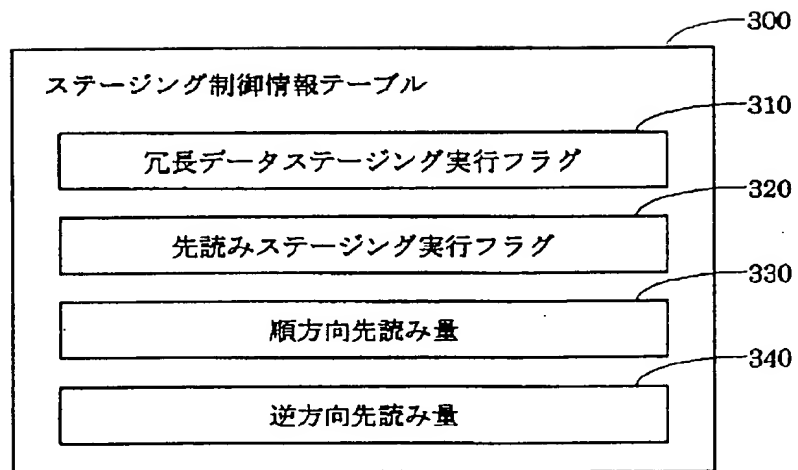 300
ステージング制御情報テーブル
310
冗長データステージング実行フラグ
320
先読みステージング実行フラグ
330
順方向先読み量
340
逆方向先読み量